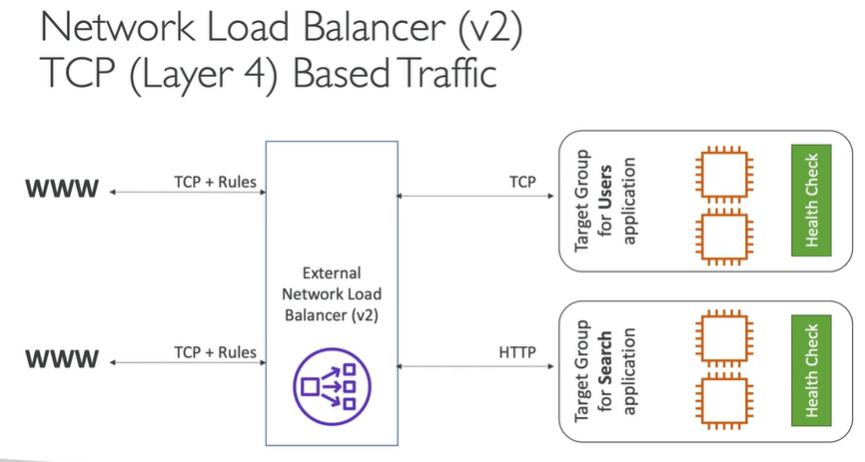 Network Load Balancer (v2)
TCP (Layer 4) Based Traffic
WWW
TCP + Rules
TCP
Target Group
for Users
application
Health Check
External
Network Load
Balancer (v2)
WWW
TCP + Rules
HTTP
Target Group
for Search
application
Health Check